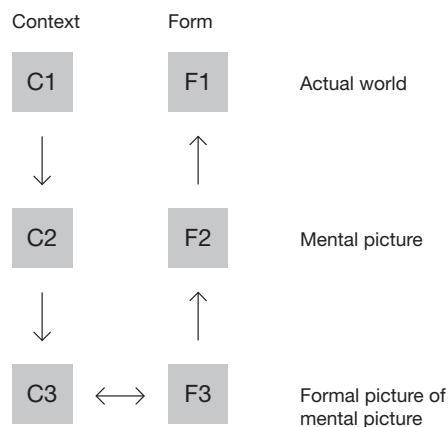 Context Form
C1 F1 Actual world
C2 F2 Mental picture
C3 F3 Formal picture of
mental picture